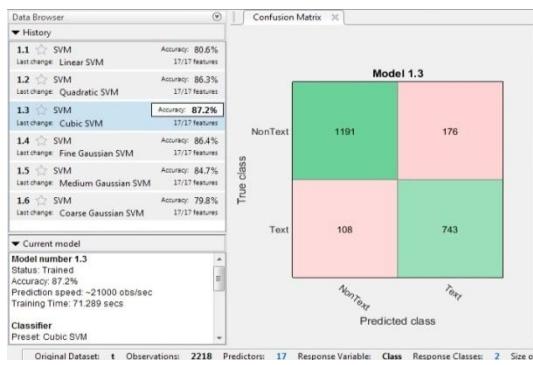 Data Browser
Confusion Matrix
History
1.1 SVM Accuracy: 80.6%
Last change: Linear SVM 17/17 features
1.2 SVM Accuracy: 86.3%
Last change: Quadratic SVM 17/17 features
1.3 SVM Accuracy: 87.2%
Last change: Cubic SVM 17/17 features
1.4 SVM Accuracy: 86.4%
Last change: Fine Gaussian SVM 17/17 features
1.5 SVM Accuracy: 84.7%
Last change: Medium Gaussian SVM 17/17 features
1.6 SVM Accuracy: 79.8%
Last change: Coarse Gaussian SVM 17/17 features
Current model
Model number 1.3
Status: Trained
Accuracy: 87.2%
Prediction speed: ~21000 obs/sec
Training Time: 71.289 secs
Classifier
Preset: Cubic SVM
Model 1.3
True class
NonText 1191 176
Text 108 743
NonText Text
Predicted class
Original Dataset: t Observations: 2218 Predictors: 17 Response Variable: Class Response Classes: 2 Size o